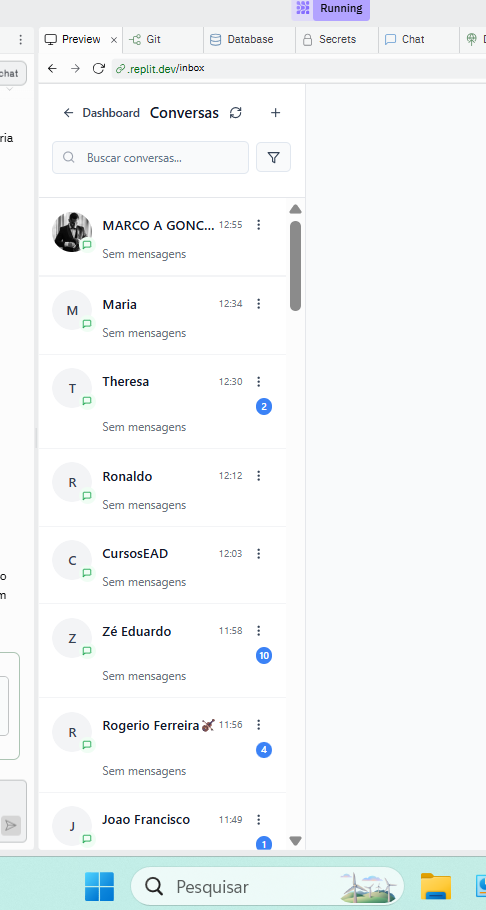 Running
Preview
Git
Database
Secrets
Chat
D
.replit.dev/inbox
chat
ria
Dashboard
Conversas
Buscar conversas...
MARCO A GONC...
12:55
Sem mensagens
M
Maria
12:34
Sem mensagens
T
Theresa
12:30
2
Sem mensagens
R
Ronaldo
12:12
Sem mensagens
C
CursosEAD
12:03
Sem mensagens
o
m
Z
Zé Eduardo
11:58
10
Sem mensagens
R
Rogerio Ferreira🎻
11:56
4
Sem mensagens
J
Joao Francisco
11:49
1
Pesquisar